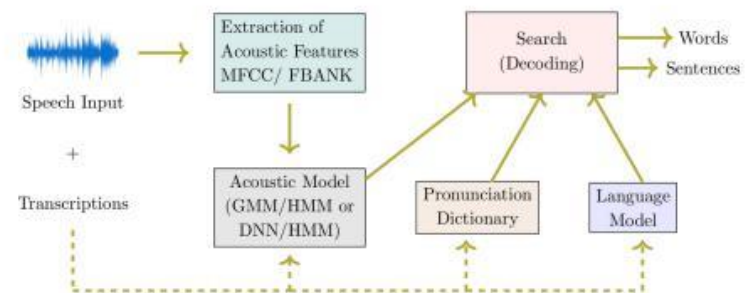 Speech Input
+
Transcriptions
Extraction of
Acoustic Features
MFCC/ FBANK
Acoustic Model
(GMM/HMM or
DNN/HMM)
Search
(Decoding)
Words
Sentences
Pronunciation
Dictionary
Language
Model